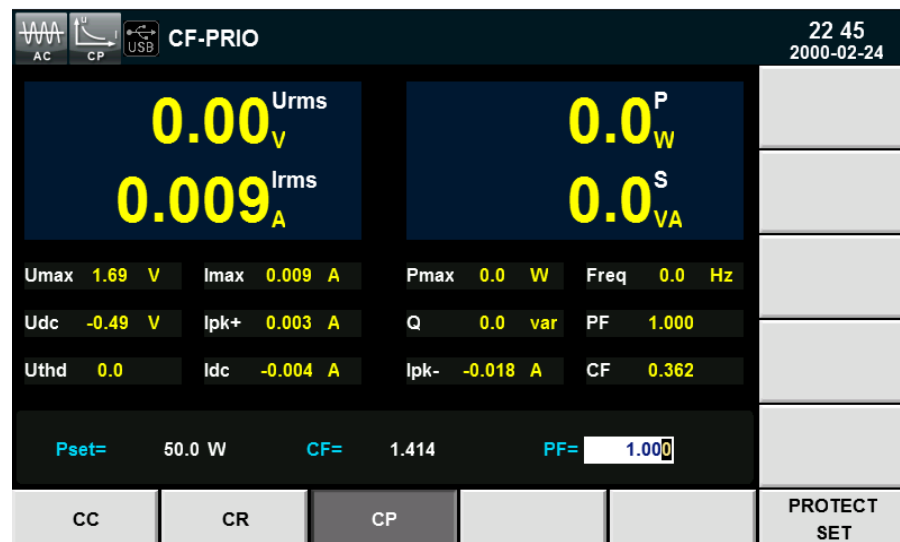 AC CP USB CF-PRIO 22 45
2000-02-24
U I
0.00 Urms V 0.0 P W
0.009 Irms A 0.0 S VA
Umax 1.69 V Imax 0.009 A Pmax 0.0 W Freq 0.0 Hz
Udc -0.49 V Ipk+ 0.003 A Q 0.0 var PF 1.000
Uthd 0.0 Idc -0.004 A Ipk- -0.018 A CF 0.362
Pset= 50.0 W CF= 1.414 PF= 1.000
CC CR CP PROTECT
SET